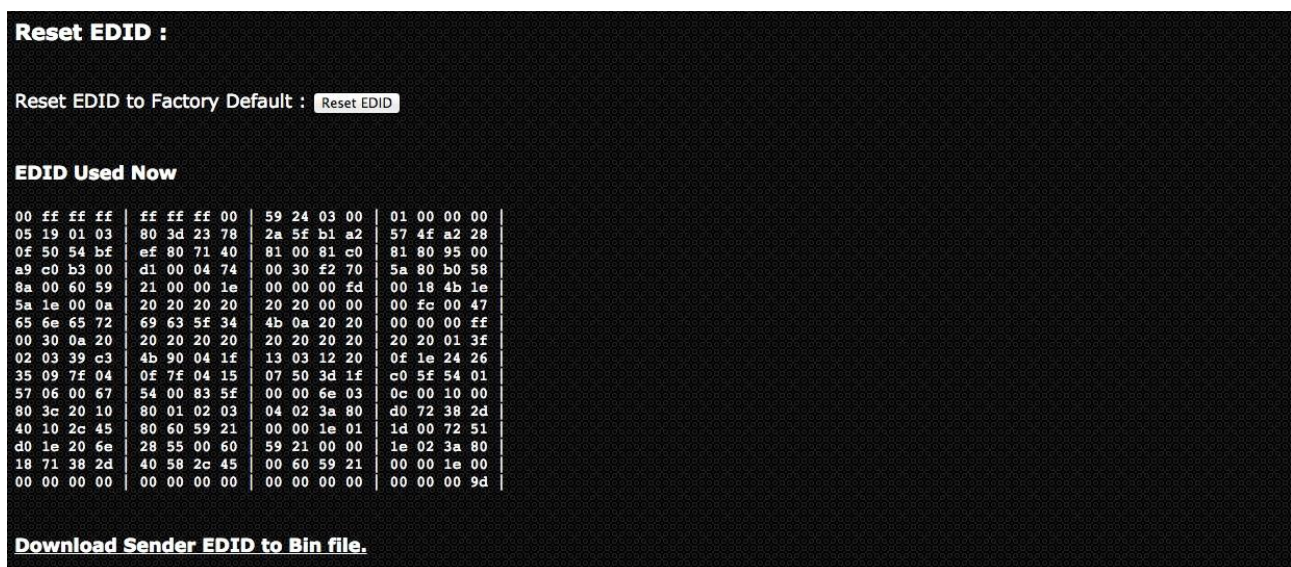 Reset EDID :
Reset EDID to Factory Default : Reset EDID
EDID Used Now
00 ff ff ff | ff ff ff 00 | 59 24 03 00 | 01 00 00 00 |
05 19 01 03 | 80 3d 23 78 | 2a 5f b1 a2 | 57 4f a2 28 |
0f 50 54 bf | ef 80 71 40 | 81 00 81 c0 | 81 80 95 00 |
a9 c0 b3 00 | d1 00 04 74 | 00 30 f2 70 | 5a 80 b0 58 |
8a 00 60 59 | 21 00 00 1e | 00 00 00 fd | 00 18 4b 1e |
5a 1e 00 0a | 20 20 20 20 | 20 20 00 00 | 00 fc 00 47 |
65 6e 65 72 | 69 63 5f 34 | 4b 0a 20 20 | 00 00 00 ff |
00 30 0a 20 | 20 20 20 20 | 20 20 20 20 | 20 20 01 3f |
02 03 39 c3 | 4b 90 04 1f | 13 03 12 20 | 0f 1e 24 26 |
35 09 7f 04 | 0f 7f 04 15 | 07 50 3d 1f | c0 5f 54 01 |
57 06 00 67 | 54 00 83 5f | 00 00 6e 03 | 0c 00 10 00 |
80 3c 20 10 | 80 01 02 03 | 04 02 3a 80 | d0 72 38 2d |
40 10 2c 45 | 80 60 59 21 | 00 00 1e 01 | 1d 00 72 51 |
d0 1e 20 6e | 28 55 00 60 | 59 21 00 00 | 1e 02 3a 80 |
18 71 38 2d | 40 58 2c 45 | 00 60 59 21 | 00 00 1e 00 |
00 00 00 00 | 00 00 00 00 | 00 00 00 00 | 00 00 00 9d |
Download Sender EDID to Bin file.